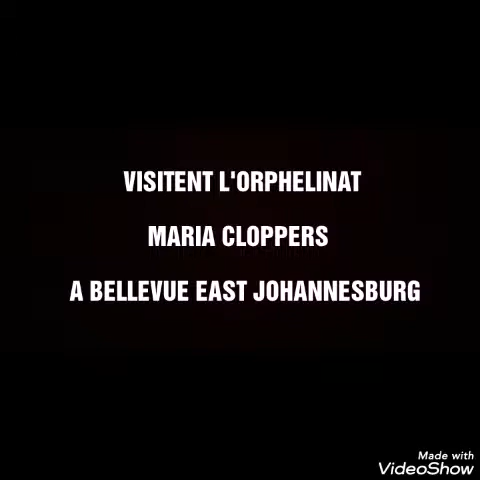 VISITENT L'ORPHELINAT
MARIA CLOPPERS
A BELLEVUE EAST JOHANNESBURG
Made with
VideoShow